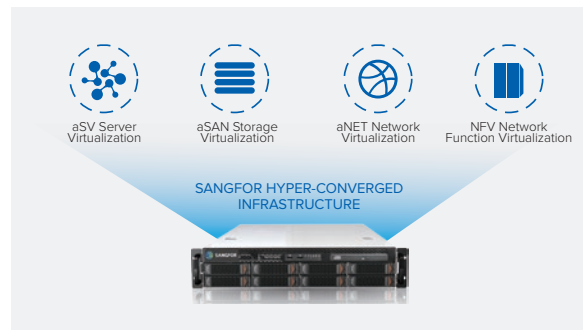 aSV Server
Virtualization
aSAN Storage
Virtualization
aNET Network
Virtualization
NFV Network
Function Virtualization
SANGFOR HYPER-CONVERGED
INFRASTRUCTURE
SANGFOR